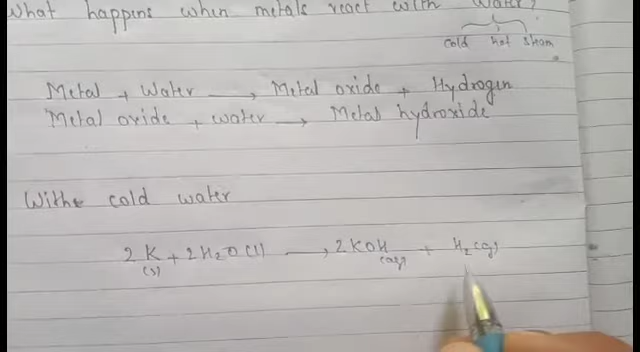 What happens when metals react with water?
cold hot steam
Metal + Water → Metal oxide + Hydrogen
Metal oxide + water → Metal hydroxide
With cold water
2K(s) + 2H₂O(l) → 2KOH(aq) + H₂(g)